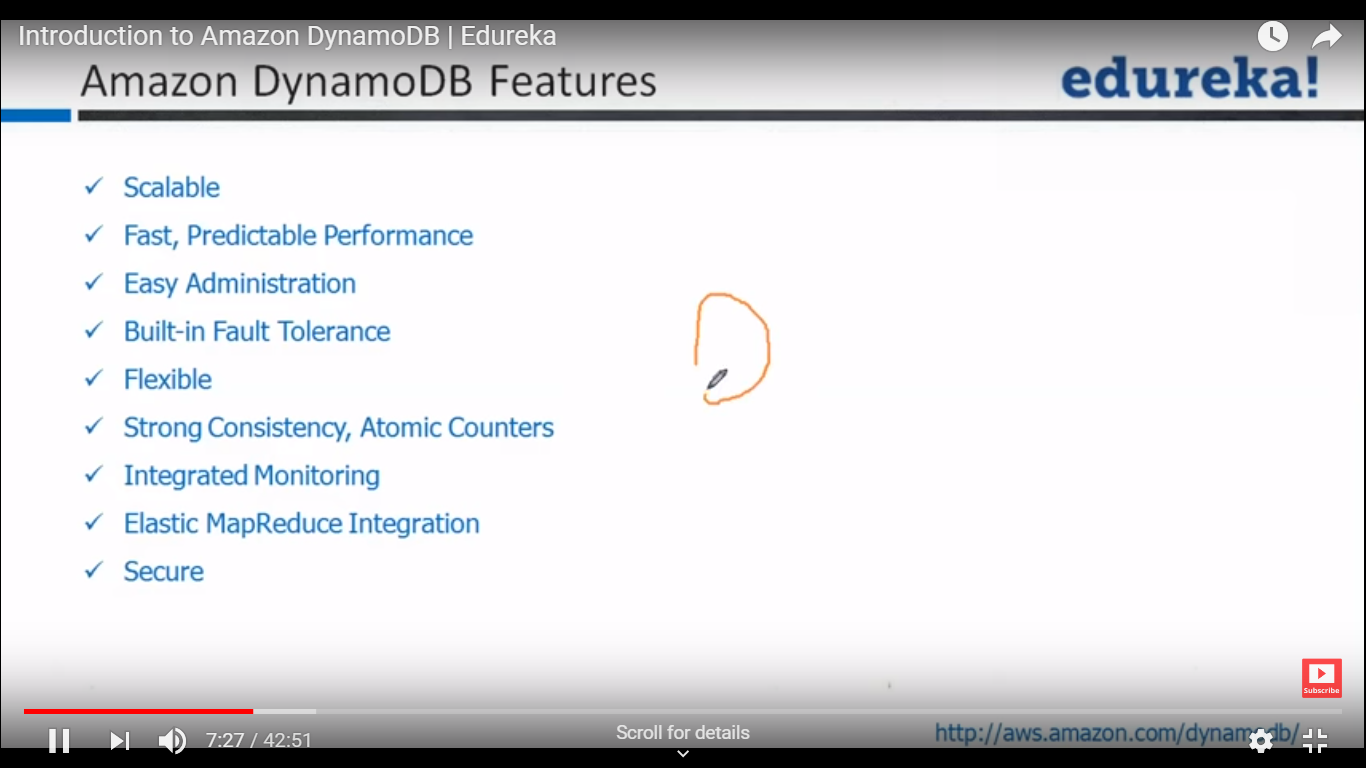 Introduction to Amazon DynamoDB | Edureka
Amazon DynamoDB Features
edureka!
✓ Scalable
✓ Fast, Predictable Performance
✓ Easy Administration
✓ Built-in Fault Tolerance
✓ Flexible
✓ Strong Consistency, Atomic Counters
✓ Integrated Monitoring
✓ Elastic MapReduce Integration
✓ Secure
Subscribe
7:27 / 42:51
Scroll for details
http://aws.amazon.com/dynamodb/